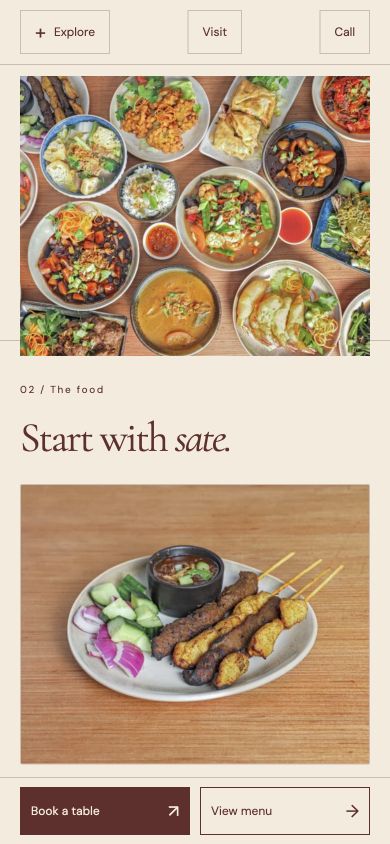 + Explore
Visit
Call
02 / The food
Start with sate.
Book a table
View menu